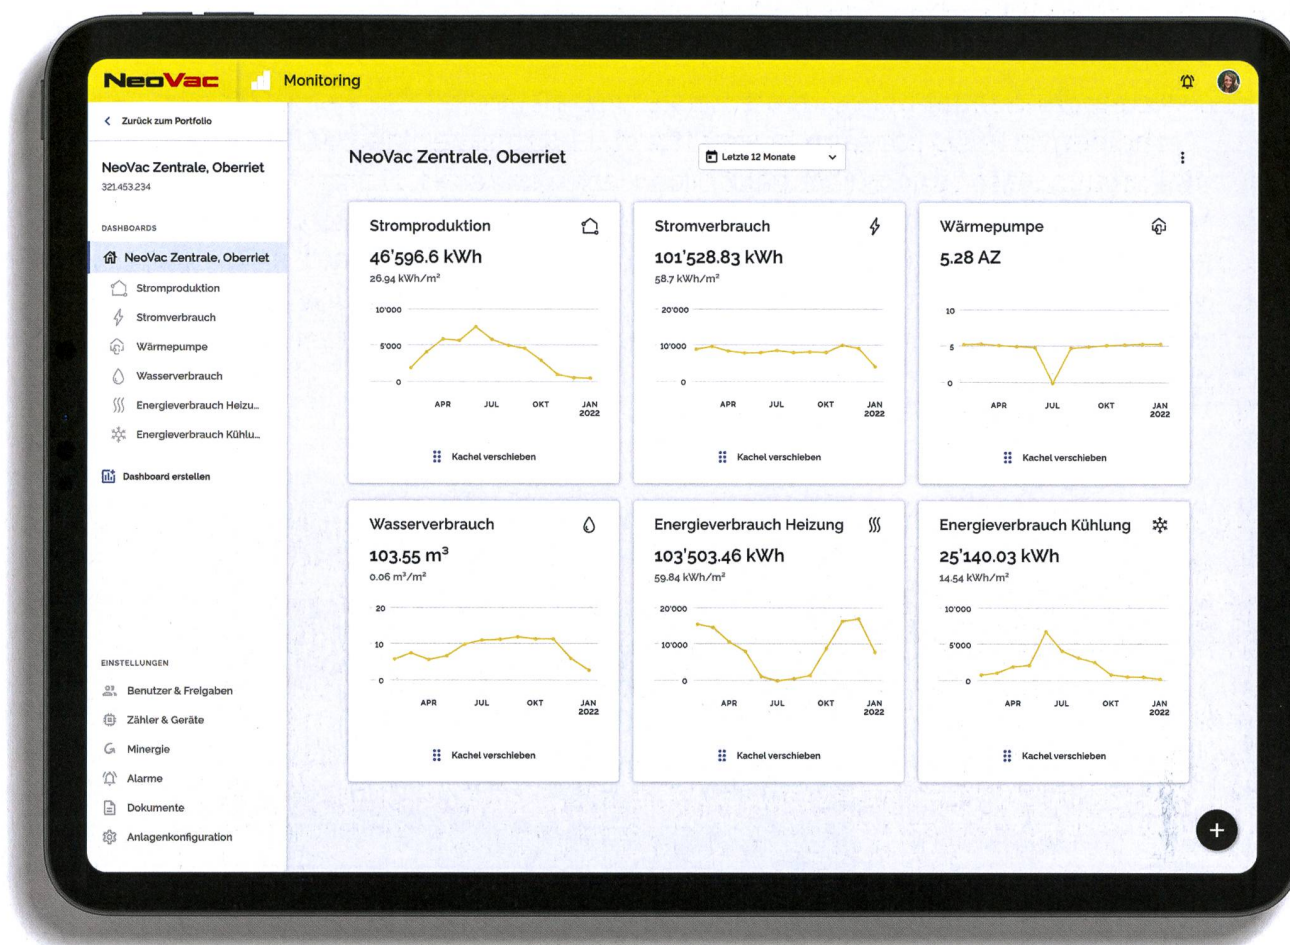 NeoVac
Monitoring
Zurück zum Portfolio
NeoVac Zentrale, Oberriet
321.453.234
DASHBOARDS
NeoVac Zentrale, Oberriet
Stromproduktion
Stromverbrauch
Wärmepumpe
Wasserverbrauch
Energieverbrauch Heizu...
Energieverbrauch Kühlu...
Dashboard erstellen
EINSTELLUNGEN
Benutzer & Freigaben
Zähler & Geräte
Minergie
Alarme
Dokumente
Anlagenkonfiguration
NeoVac Zentrale, Oberriet
Letzte 12 Monate
Stromproduktion
46'596.6 kWh
26.94 kWh/m²
10'000
5'000
0
APR JUL OKT JAN
2022
Kachel verschieben
Stromverbrauch
101'528.83 kWh
58.7 kWh/m²
20'000
10'000
0
APR JUL OKT JAN
2022
Kachel verschieben
Wärmepumpe
5.28 AZ
10
5
0
APR JUL OKT JAN
2022
Kachel verschieben
Wasserverbrauch
103.55 m³
0.06 m³/m²
20
10
0
APR JUL OKT JAN
2022
Kachel verschieben
Energieverbrauch Heizung
103'503.46 kWh
59.84 kWh/m²
20'000
10'000
0
APR JUL OKT JAN
2022
Kachel verschieben
Energieverbrauch Kühlung
25'140.03 kWh
14.54 kWh/m²
10'000
5'000
0
APR JUL OKT JAN
2022
Kachel verschieben
+